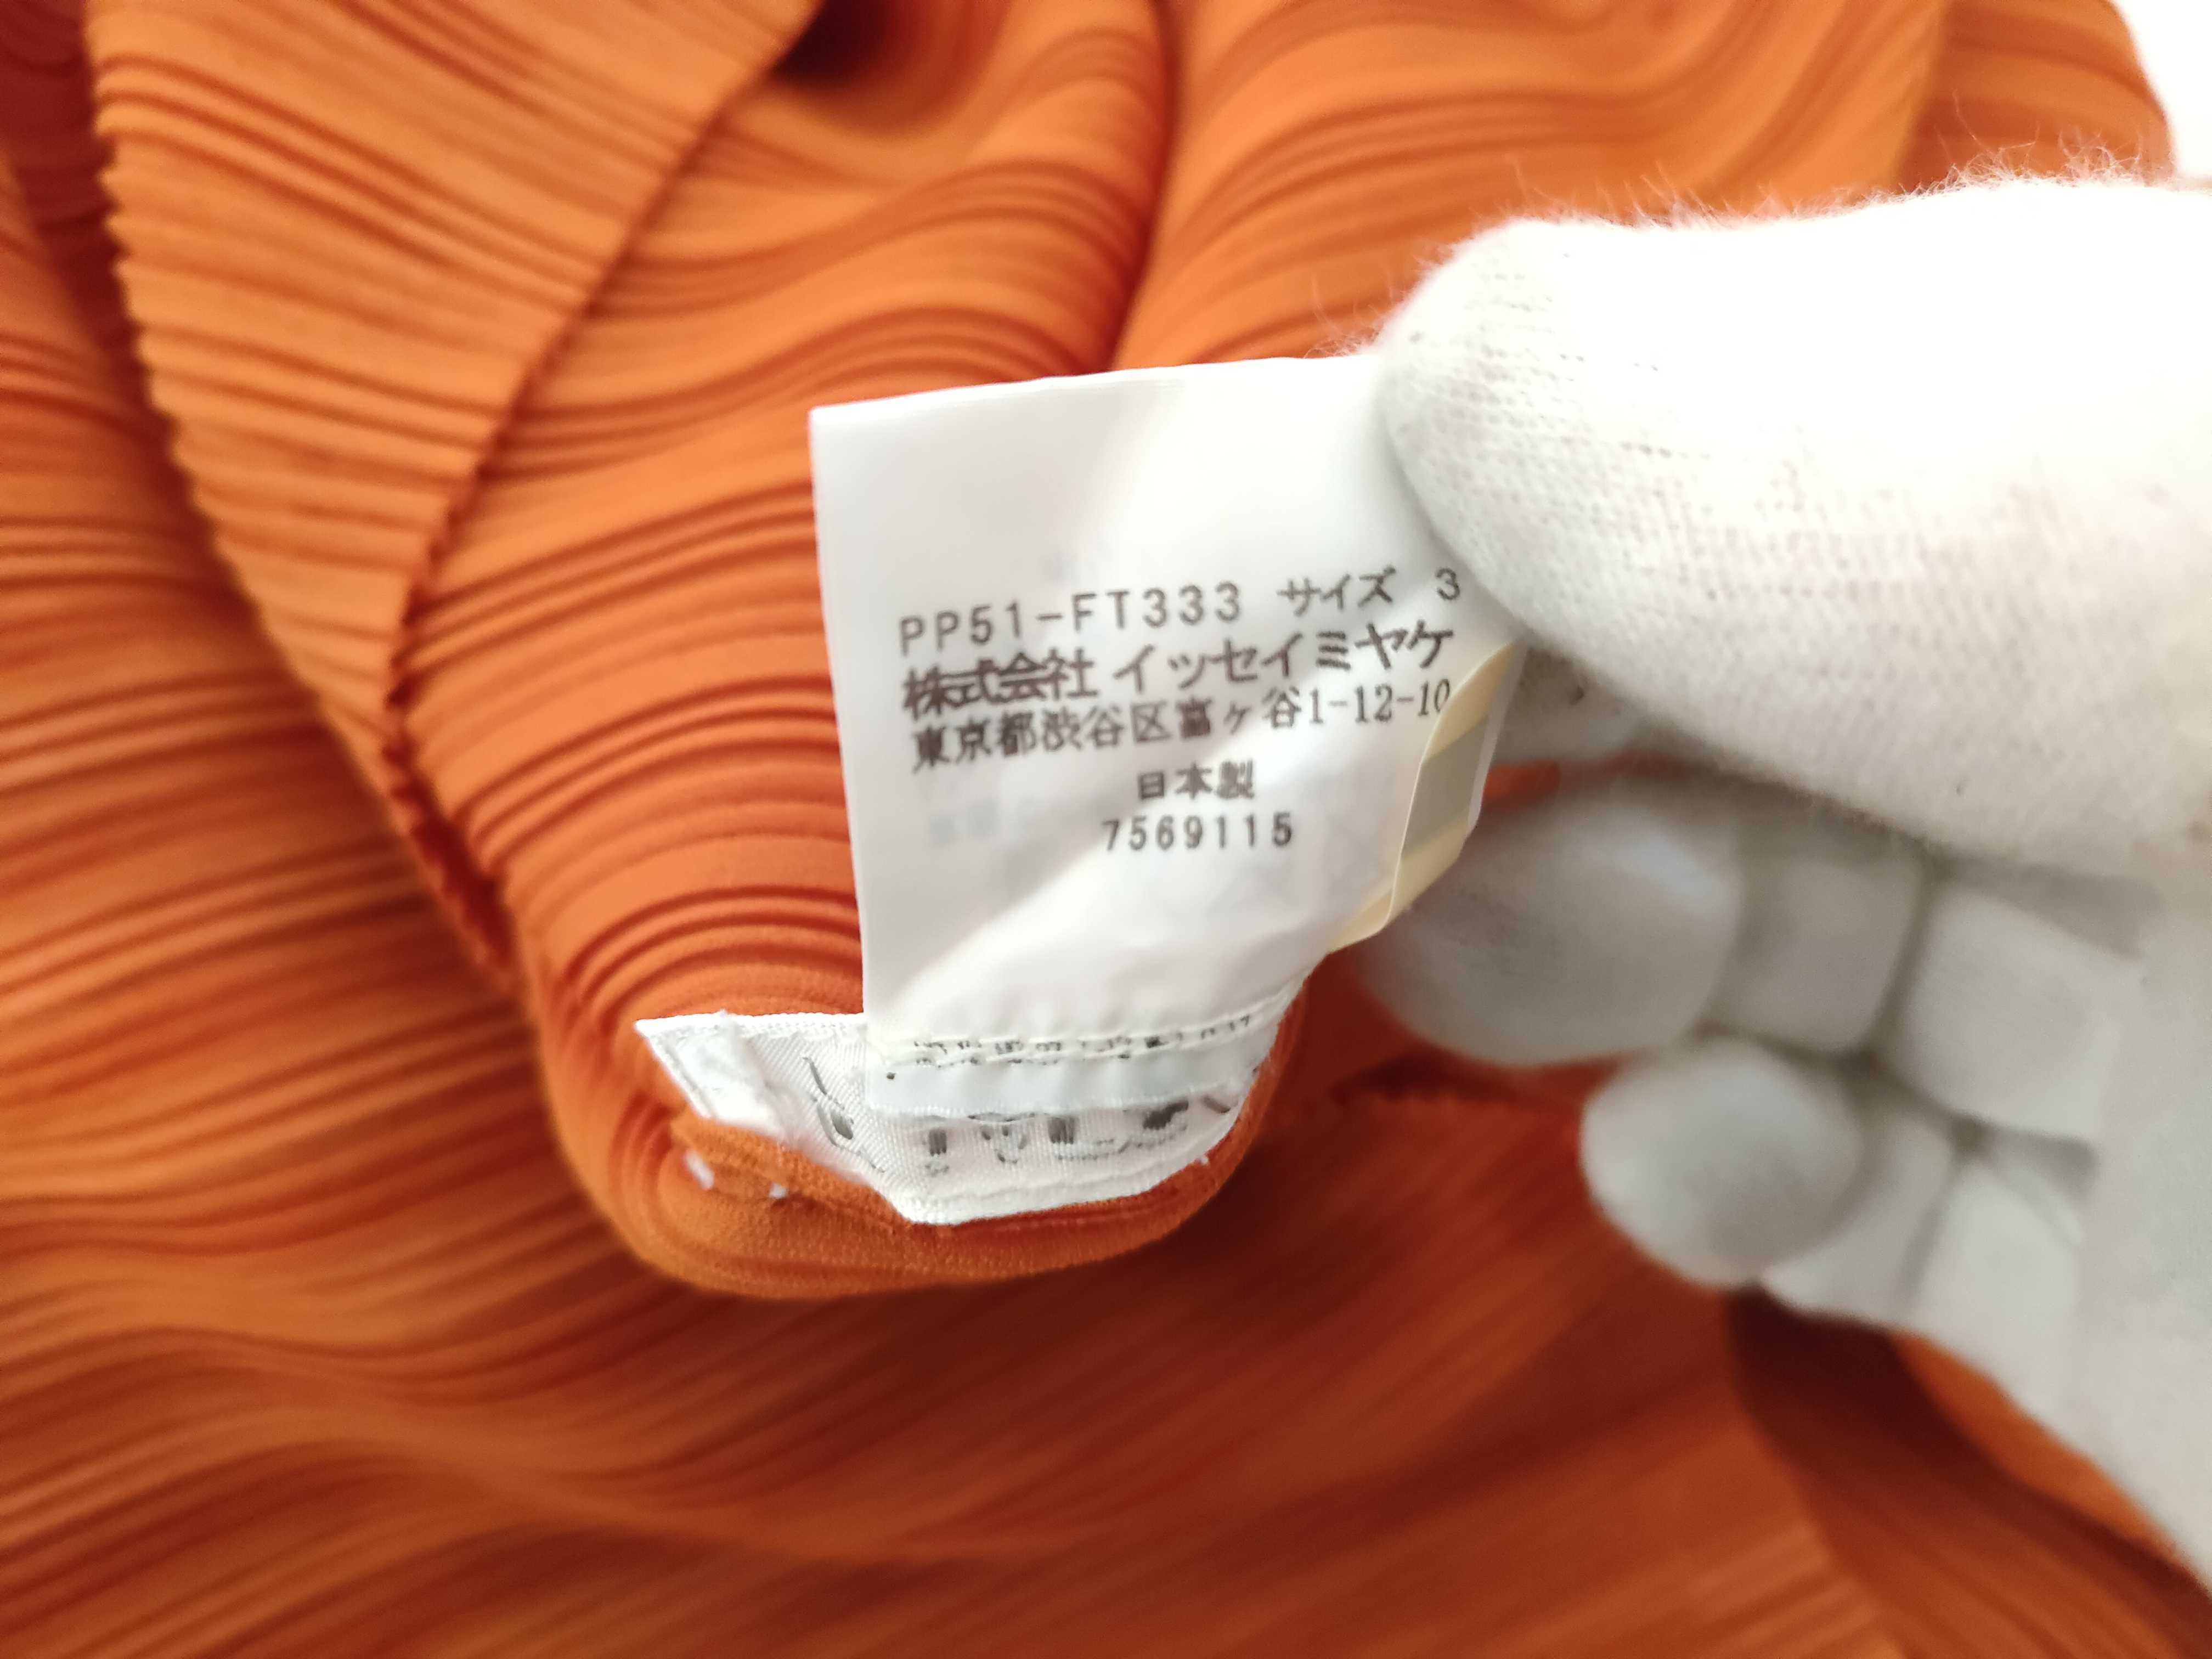 PP51-FT333 サイズ 3
株式会社 イッセイミヤケ
東京都渋谷区富ヶ谷1-12-10
日本製
7569115